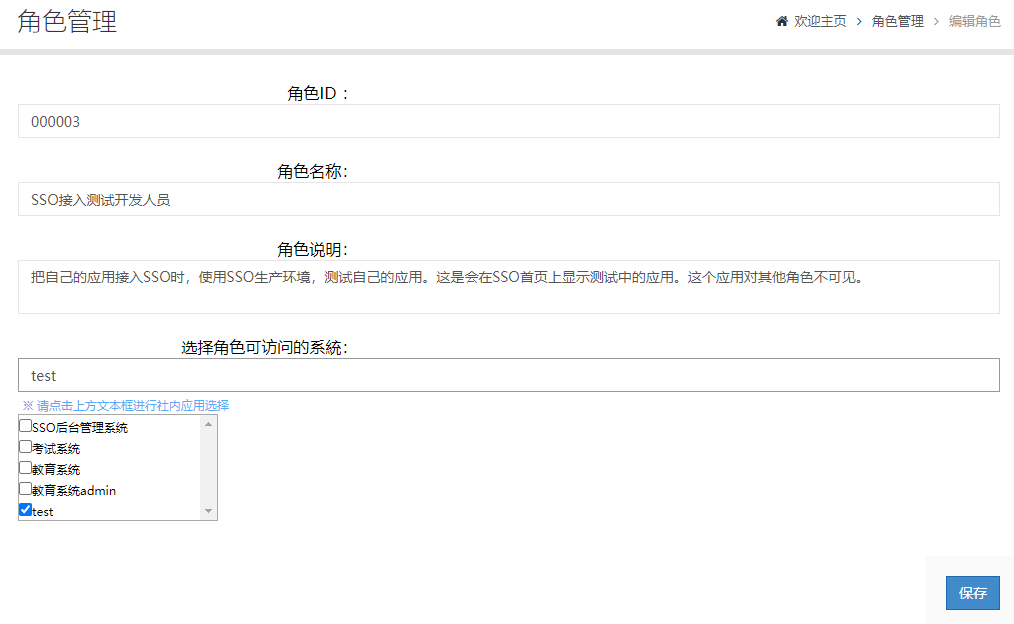 角色管理
欢迎主页 > 角色管理 > 编辑角色
角色ID：
000003
角色名称：
SSO接入测试开发人员
角色说明：
把自己的应用接入SSO时，使用SSO生产环境，测试自己的应用。这是会在SSO首页上显示测试中的应用。这个应用对其他角色不可见。
选择角色可访问的系統：
test
※ 请点击上方文本框进行社内应用选择
SSO后台管理系统
考试系统
教育系统
教育系统admin
test
保存